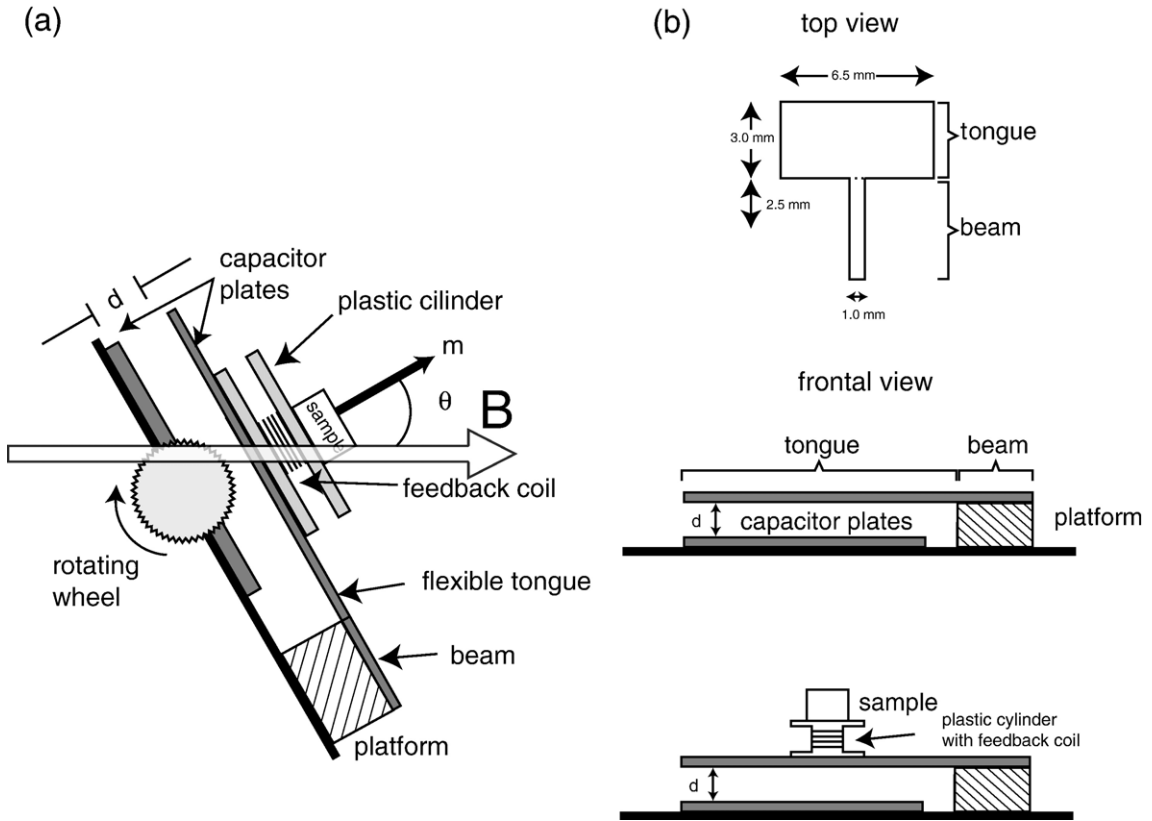 (a)
capacitor
plates
d
plastic cilinder
m
θ
B
sample
feedback coil
rotating
wheel
flexible tongue
beam
platform
(b)
top view
6.5 mm
3.0 mm
tongue
2.5 mm
beam
1.0 mm
frontal view
tongue
beam
d
capacitor plates
platform
sample
plastic cylinder
with feedback coil
d